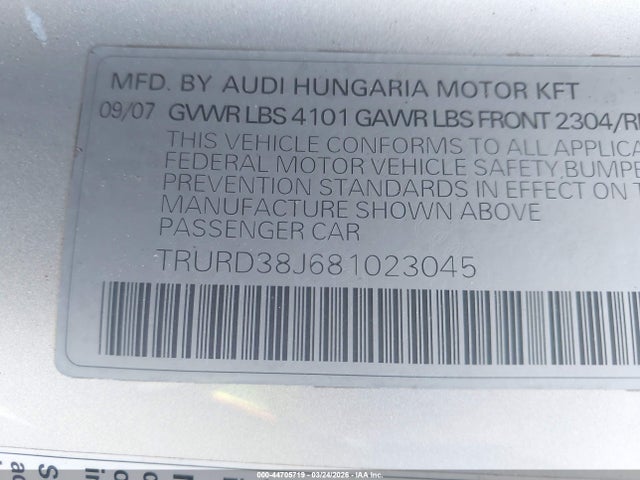 MFD. BY AUDI HUNGARIA MOTOR KFT
09/07 GVWR LBS 4101 GAWR LBS FRONT 2304/RE
THIS VEHICLE CONFORMS TO ALL APPLICA
FEDERAL MOTOR VEHICLE SAFETY, BUMPE
PREVENTION STANDARDS IN EFFECT ON T
MANUFACTURE SHOWN ABOVE
PASSENGER CAR
TRURD38J681023045
000-44705719 - 03/24/2026 - IAA Inc.